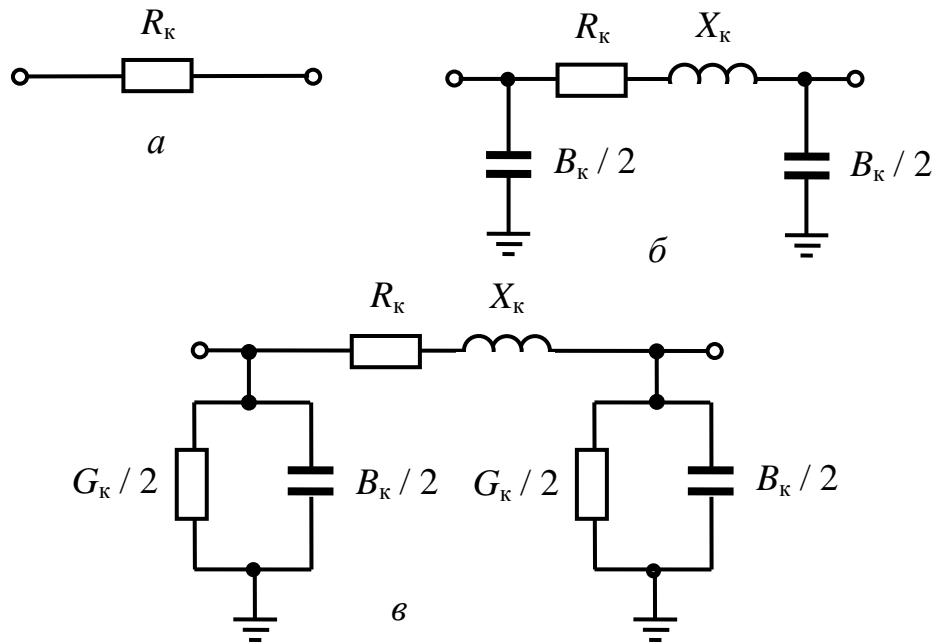 Rк
а
Rк Xк
Bк / 2 Bк / 2
б
Rк Xк
Gк / 2 Bк / 2 Gк / 2 Bк / 2
в